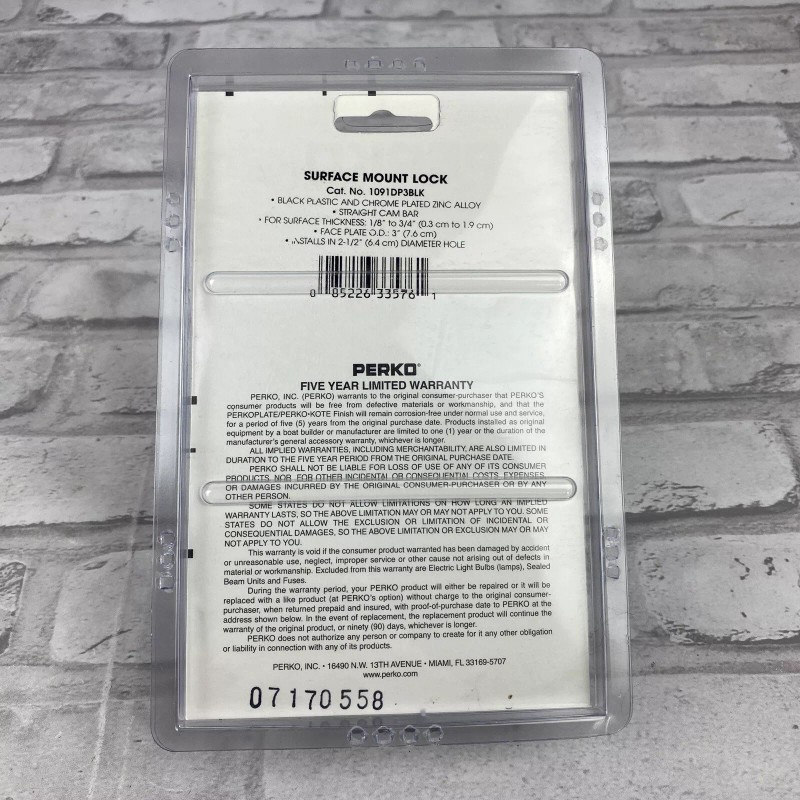 SURFACE MOUNT LOCK
Cat. No. 1091DP3BLK
• BLACK PLASTIC AND CHROME PLATED ZINC ALLOY
• STRAIGHT CAM BAR
• FOR SURFACE THICKNESS: 1/8" to 3/4" (0.3 cm to 1.9 cm)
• FACE PLATE O.D.: 3" (7.6 cm)
• INSTALLS IN 2-1/2" (6.4 cm) DIAMETER HOLE
0 85226 33576 1
PERKO®
FIVE YEAR LIMITED WARRANTY
PERKO, INC. (PERKO) warrants to the original consumer-purchaser that PERKO'S
consumer products will be free from defective materials or workmanship, and that the
PERKOPLATE/PERKO-KOTE Finish will remain corrosion-free under normal use and service,
for a period of five (5) years from the original purchase date. Products installed as original
equipment by a boat builder or manufacturer are limited to one (1) year or the duration of the
manufacturer's general accessory warranty, whichever is longer.
ALL IMPLIED WARRANTIES, INCLUDING MERCHANTABILITY, ARE ALSO LIMITED IN
DURATION TO THE FIVE YEAR PERIOD FROM THE ORIGINAL PURCHASE DATE.
PERKO SHALL NOT BE LIABLE FOR LOSS OF USE OF ANY OF ITS CONSUMER
PRODUCTS NOR FOR OTHER INCIDENTAL OR CONSEQUENTIAL COSTS, EXPENSES
OR DAMAGES INCURRED BY THE ORIGINAL CONSUMER-PURCHASER OR BY ANY
OTHER PERSON.
SOME STATES DO NOT ALLOW LIMITATIONS ON HOW LONG AN IMPLIED
WARRANTY LASTS, SO THE ABOVE LIMITATION MAY OR MAY NOT APPLY TO YOU. SOME
STATES DO NOT ALLOW THE EXCLUSION OR LIMITATION OF INCIDENTAL OR
CONSEQUENTIAL DAMAGES, SO THE ABOVE LIMITATION OR EXCLUSION MAY OR MAY
NOT APPLY TO YOU.
This warranty is void if the consumer product warranted has been damaged by accident
or unreasonable use, neglect, improper service or other cause not arising out of defects in
material or workmanship. Excluded from this warranty are Electric Light Bulbs (lamps), Sealed
Beam Units and Fuses.
During the warranty period, your PERKO product will either be repaired or it will be
replaced with a like product (at PERKO's option) without charge to the original consumer-
purchaser, when returned prepaid and insured, with proof-of-purchase date to PERKO at the
address shown below. In the event of replacement, the replacement product will continue the
warranty of the original product, or ninety (90) days, whichever is longer.
PERKO does not authorize any person or company to create for it any other obligation
or liability in connection with any of its products.
PERKO, INC. • 16490 N.W. 13TH AVENUE • MIAMI, FL 33169-5707
www.perko.com
07170558